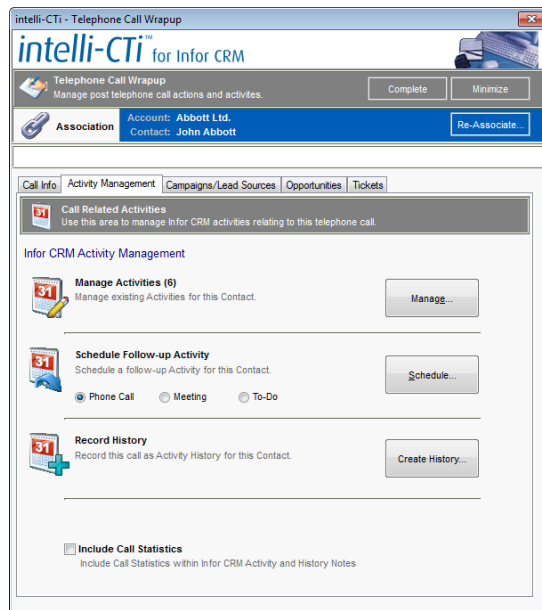 intelli-CTi - Telephone Call Wrapup
intelli-CTi™ for Infor CRM
Telephone Call Wrapup
Manage post telephone call actions and activites.
Complete
Minimize
Association
Account: Abbott Ltd.
Contact: John Abbott
Re-Associate...
Call Info Activity Management Campaigns/Lead Sources Opportunities Tickets
31
Call Related Activities
Use this area to manage Infor CRM activities relating to this telephone call.
Infor CRM Activity Management
31
Manage Activities (6)
Manage existing Activities for this Contact.
Manage...
31
Schedule Follow-up Activity
Schedule a follow-up Activity for this Contact.
Schedule...
Phone Call Meeting To-Do
31
Record History
Record this call as Activity History for this Contact.
Create History...
Include Call Statistics
Include Call Statistics within Infor CRM Activity and History Notes